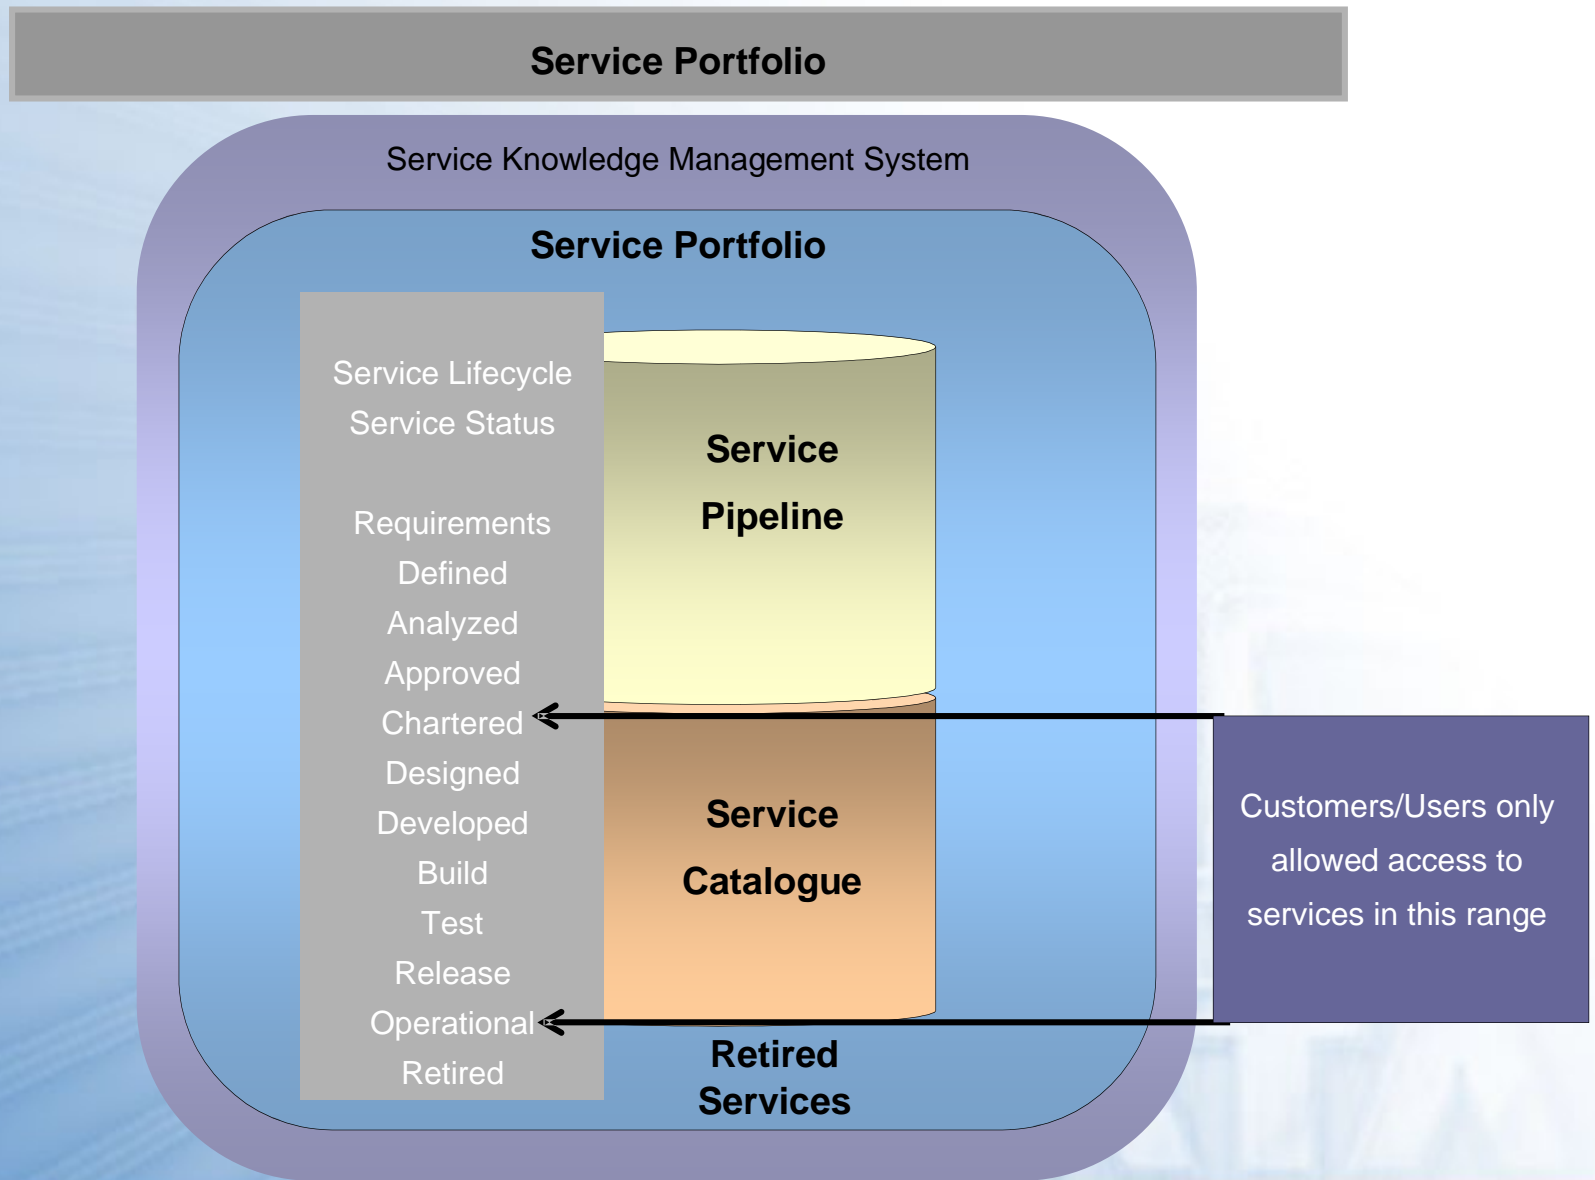 Service Portfolio
Service Knowledge Management System
Service Portfolio
Service Lifecycle
Service Status
Requirements
Defined
Analyzed
Approved
Chartered
Designed
Developed
Build
Test
Release
Operational
Retired
Service
Pipeline
Service
Catalogue
Retired
Services
Customers/Users only
allowed access to
services in this range